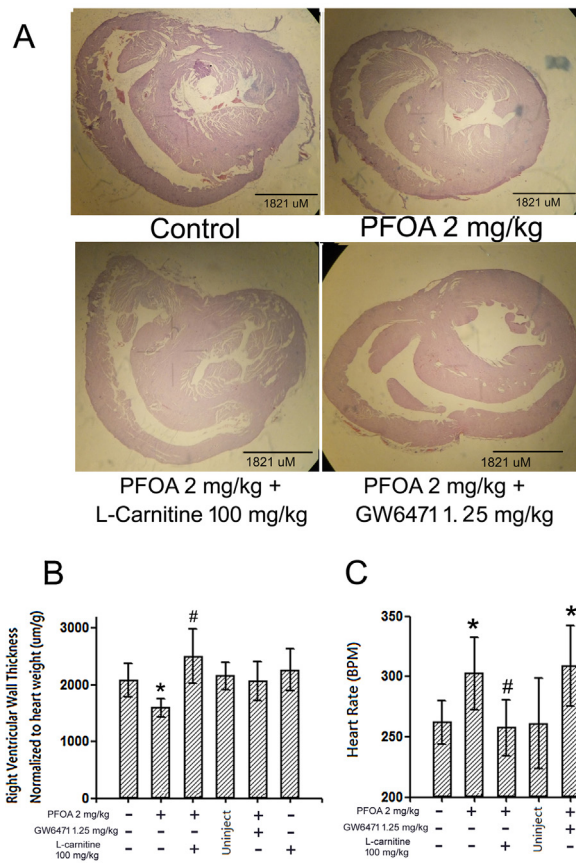 A
1821 uM
1821 uM
Control
PFOA 2 mg/kg
1821 uM
1821 uM
PFOA 2 mg/kg +
L-Carnitine 100 mg/kg
PFOA 2 mg/kg +
GW6471 1.25 mg/kg
B
Right Ventricular Wall Thickness
Normalized to heart weight (um/g)
3000
2000
1000
0
*
#
PFOA 2 mg/kg - + + Uninject + -
GW6471 1.25 mg/kg - - - + -
L-carnitine
100 mg/kg - - + - +
C
Heart Rate (BPM)
350
300
250
200
*
#
*
PFOA 2 mg/kg - + + Uninject +
GW6471 1.25 mg/kg - - - +
L-carnitine
100 mg/kg - - + -